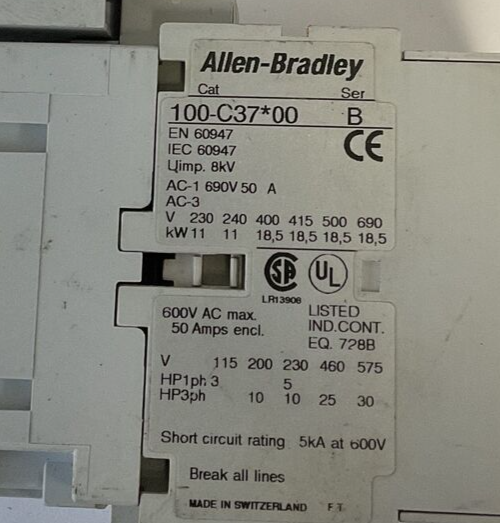 Allen-Bradley
Cat Ser
100-C37*00 B
EN 60947
IEC 60947
CE
Uimp. 8kV
AC-1 690V 50 A
AC-3
V 230 240 400 415 500 690
kW 11 11 18,5 18,5 18,5 18,5
SA UL
LR13908
600V AC max. LISTED
50 Amps encl. IND.CONT.
EQ. 728B
V 115 200 230 460 575
HP1ph 3 5
HP3ph 10 10 25 30
Short circuit rating 5kA at 600V
Break all lines
MADE IN SWITZERLAND F T